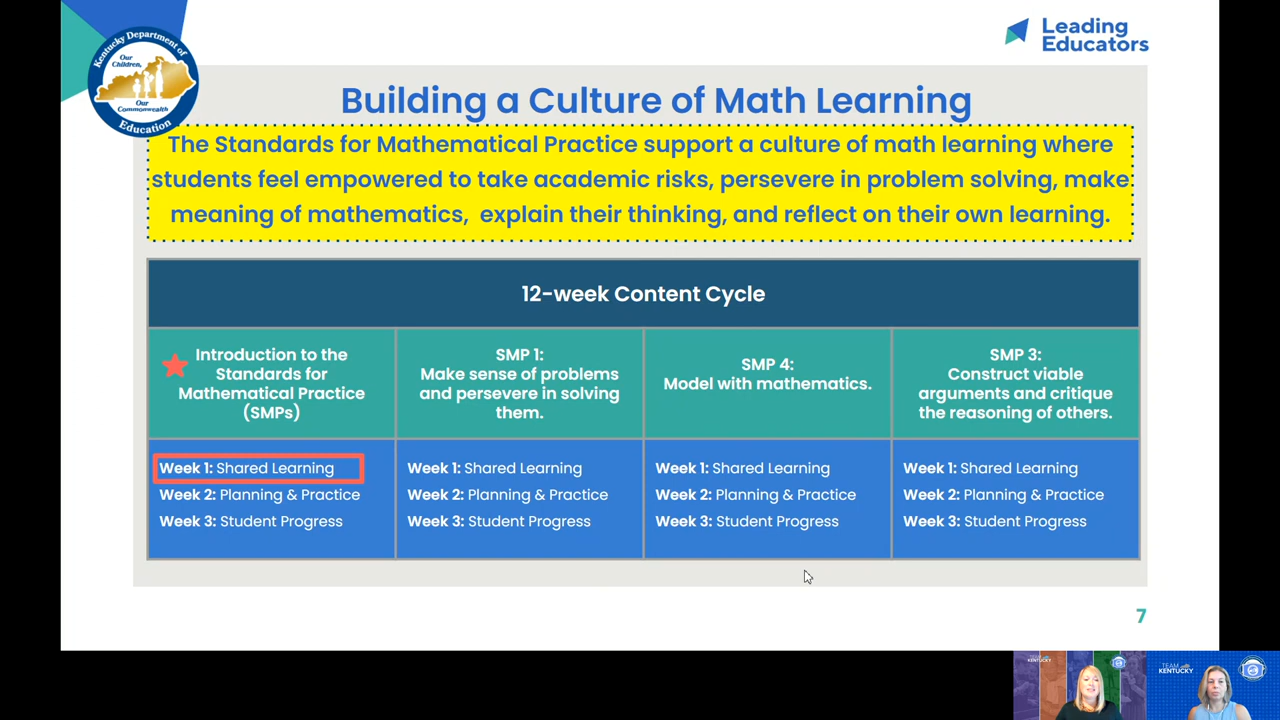 Kentucky Department of
Our
Children,
Our
Commonwealth
Education
Leading
Educators
Building a Culture of Math Learning
The Standards for Mathematical Practice support a culture of math learning where
students feel empowered to take academic risks, persevere in problem solving, make
meaning of mathematics, explain their thinking, and reflect on their own learning.
12-week Content Cycle
Introduction to the
Standards for
Mathematical Practice
(SMPs)
SMP 1:
Make sense of problems
and persevere in solving
them.
SMP 4:
Model with mathematics.
SMP 3:
Construct viable
arguments and critique
the reasoning of others.
Week 1: Shared Learning
Week 2: Planning & Practice
Week 3: Student Progress
Week 1: Shared Learning
Week 2: Planning & Practice
Week 3: Student Progress
Week 1: Shared Learning
Week 2: Planning & Practice
Week 3: Student Progress
Week 1: Shared Learning
Week 2: Planning & Practice
Week 3: Student Progress
7
TEAM
KENTUCKY
TEAM
KENTUCKY